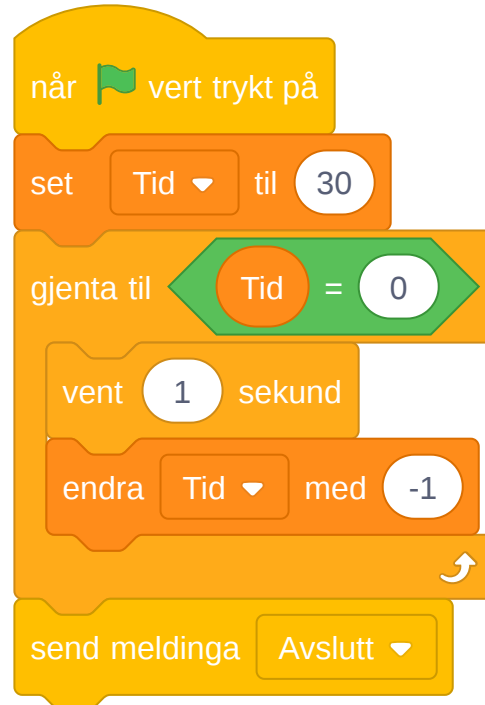 når vert trykt på
set Tid til 30
gjenta til Tid = 0
vent 1 sekund
endra Tid med -1
send meldinga Avslutt